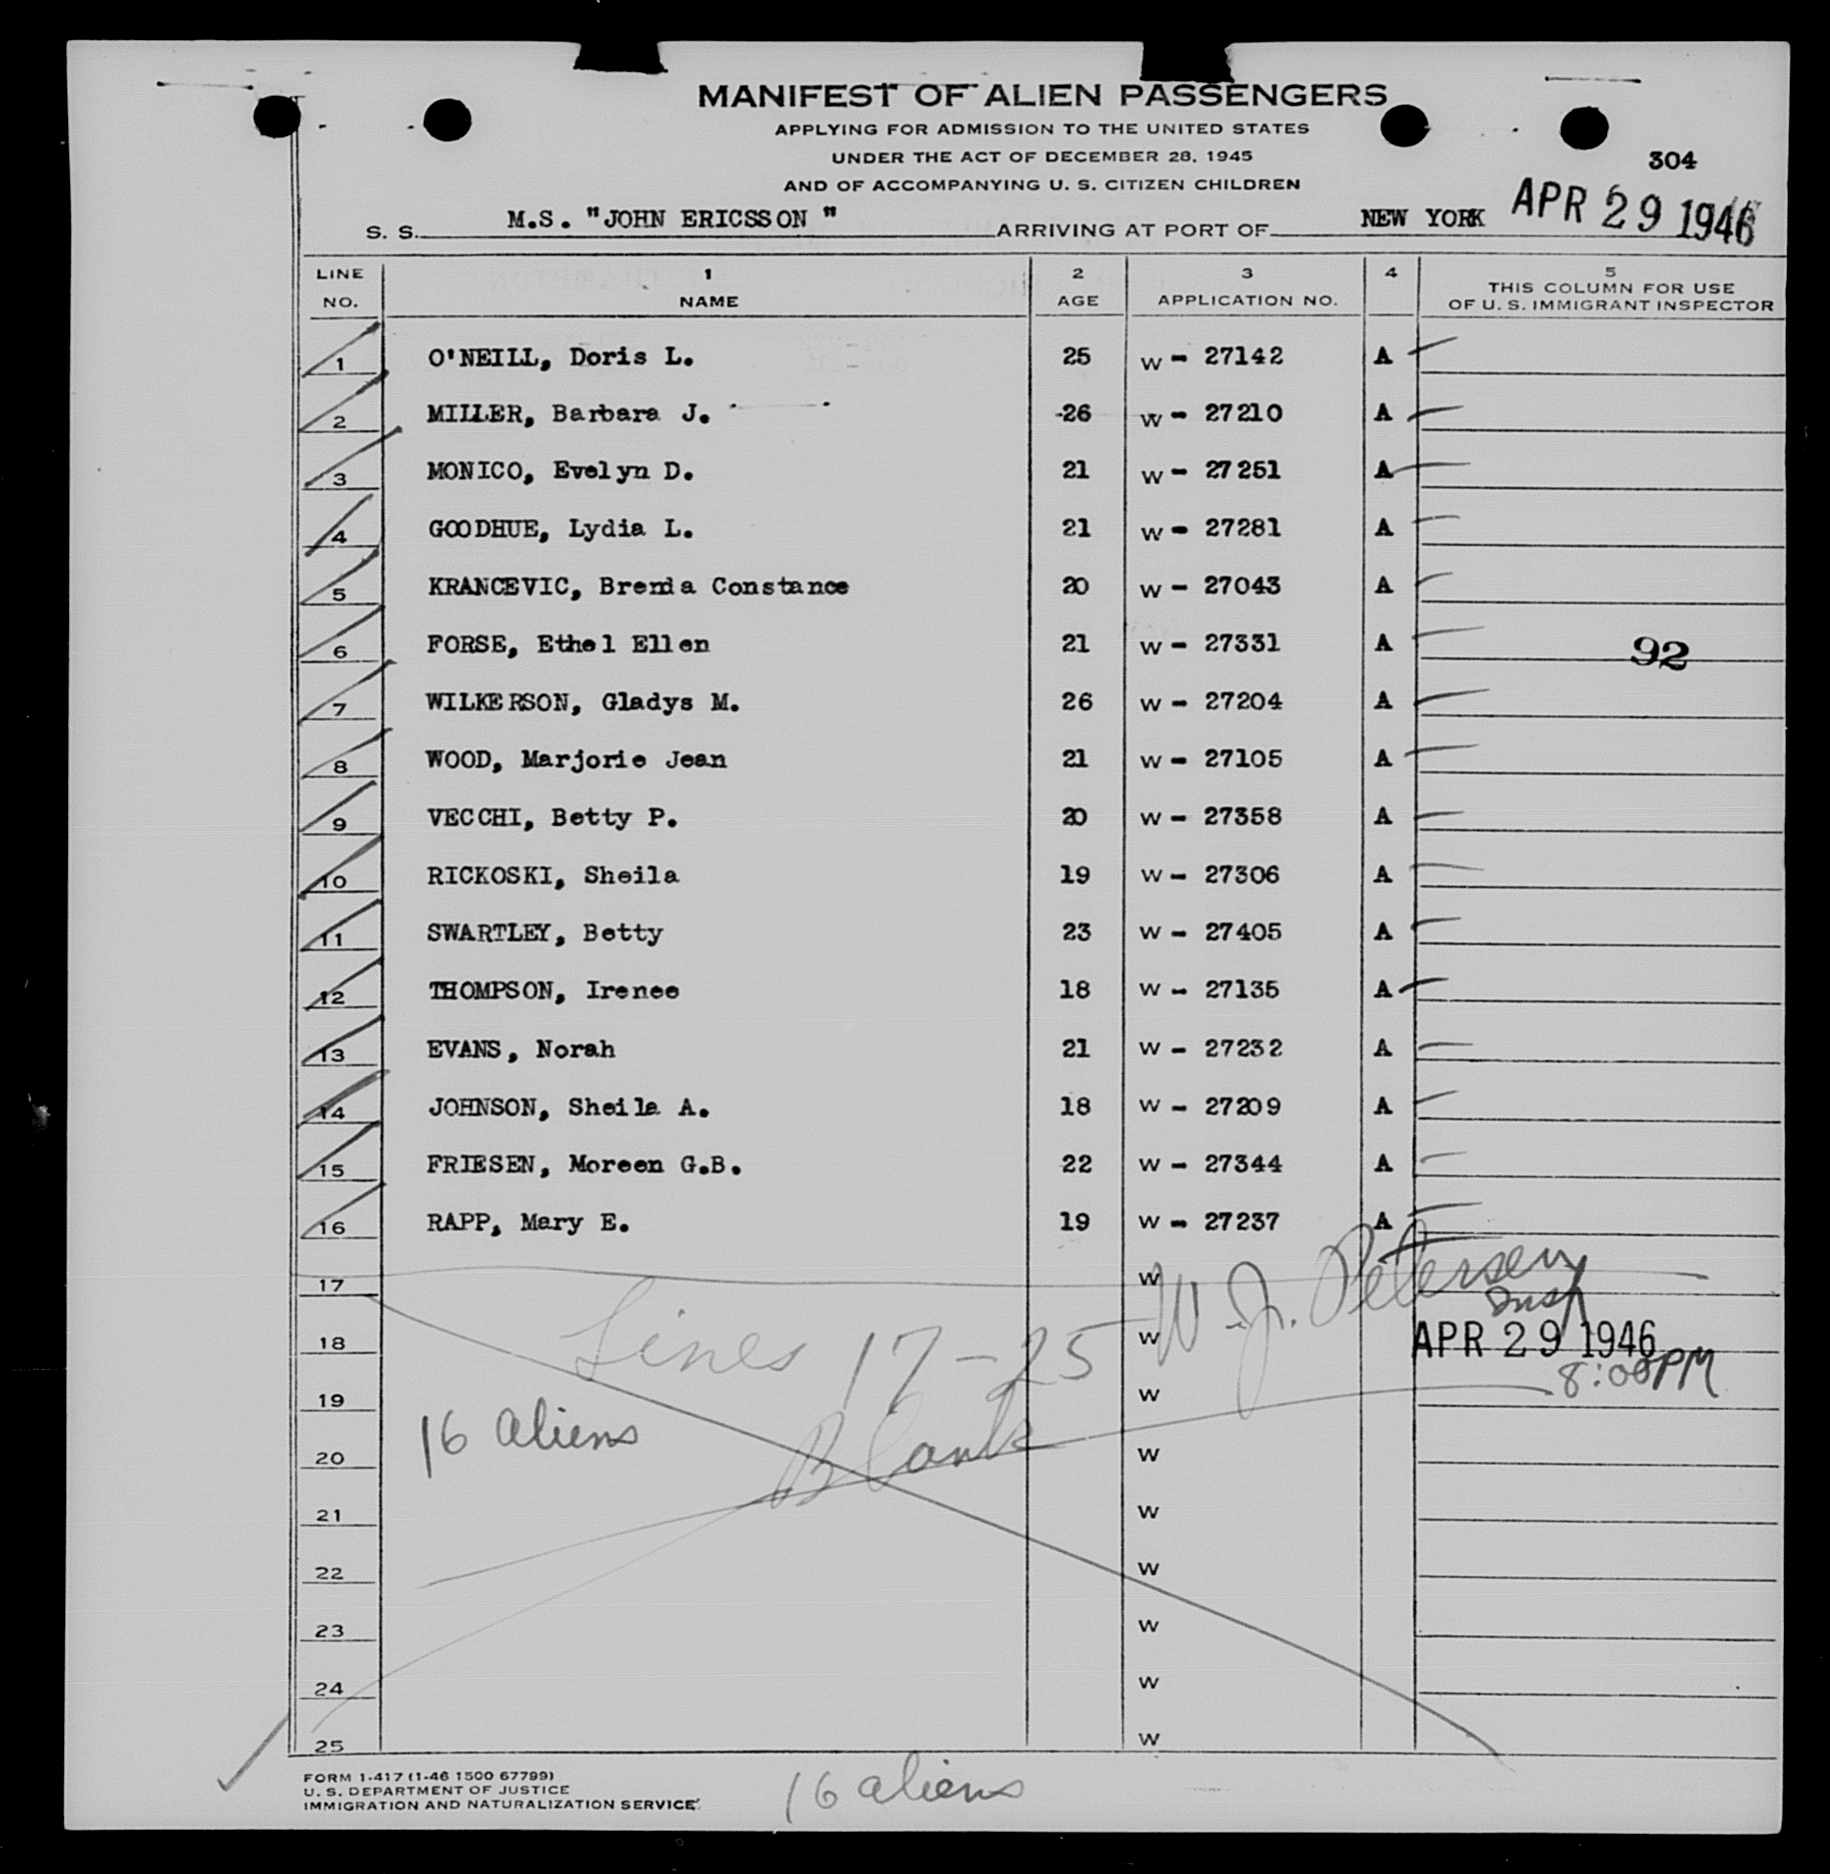 MANIFEST OF ALIEN PASSENGERS
APPLYING FOR ADMISSION TO THE UNITED STATES
UNDER THE ACT OF DECEMBER 28, 1945
AND OF ACCOMPANYING U. S. CITIZEN CHILDREN
304
S. S. M.S. "JOHN ERICSSON " ARRIVING AT PORT OF NEW YORK APR 29 1946
LINE NO. 1 NAME 2 AGE 3 APPLICATION NO. 4 5 THIS COLUMN FOR USE OF U. S. IMMIGRANT INSPECTOR
1 O'NEILL, Doris L. 25 W - 27142 A
2 MILLER, Barbara J. 26 W - 27210 A
3 MONICO, Evelyn D. 21 W - 27251 A
4 GOODHUE, Lydia L. 21 W - 27281 A
5 KRANCEVIC, Brenda Constance 20 W - 27043 A
6 FORSE, Ethel Ellen 21 W - 27331 A 92
7 WILKERSON, Gladys M. 26 W - 27204 A
8 WOOD, Marjorie Jean 21 W - 27105 A
9 VECCHI, Betty P. 20 W - 27358 A
10 RICKOSKI, Sheila 19 W - 27306 A
11 SWARTLEY, Betty 23 W - 27405 A
12 THOMPSON, Irenee 18 W - 27135 A
13 EVANS, Norah 21 W - 27232 A
14 JOHNSON, Sheila A. 18 W - 27209 A
15 FRIESEN, Moreen G.B. 22 W - 27344 A
16 RAPP, Mary E. 19 W - 27237 A
17 W W. J. Petersen
Insp
18 Lines 17-25 W APR 29 1946
8:00PM
19 W
16 aliens Blank
20 W
21 W
22 W
23 W
24 W
25 W
FORM 1-417 (1-46 1500 67799)
U. S. DEPARTMENT OF JUSTICE
IMMIGRATION AND NATURALIZATION SERVICE
16 aliens